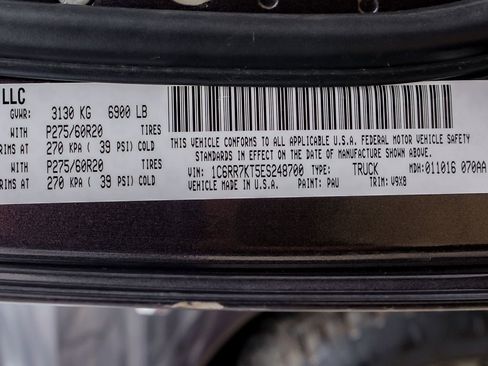 LLC
GVWR: 3130 KG 6900 LB
WITH P275/60R20 TIRES
RIMS AT 270 KPA ( 39 PSI) COLD
WITH P275/60R20 TIRES
RIMS AT 270 KPA ( 39 PSI) COLD
THIS VEHICLE CONFORMS TO ALL APPLICABLE U.S.A. FEDERAL MOTOR VEHICLE SAFETY
STANDARDS IN EFFECT ON THE DATE OF MANUFACTURE SHOWN ABOVE.
VIN: 1C6RR7KT5ES248700 TYPE: TRUCK MDH:011016 070AA
VEHICLE MADE IN U.S.A. PAINT: PAU TRIM: V9X8